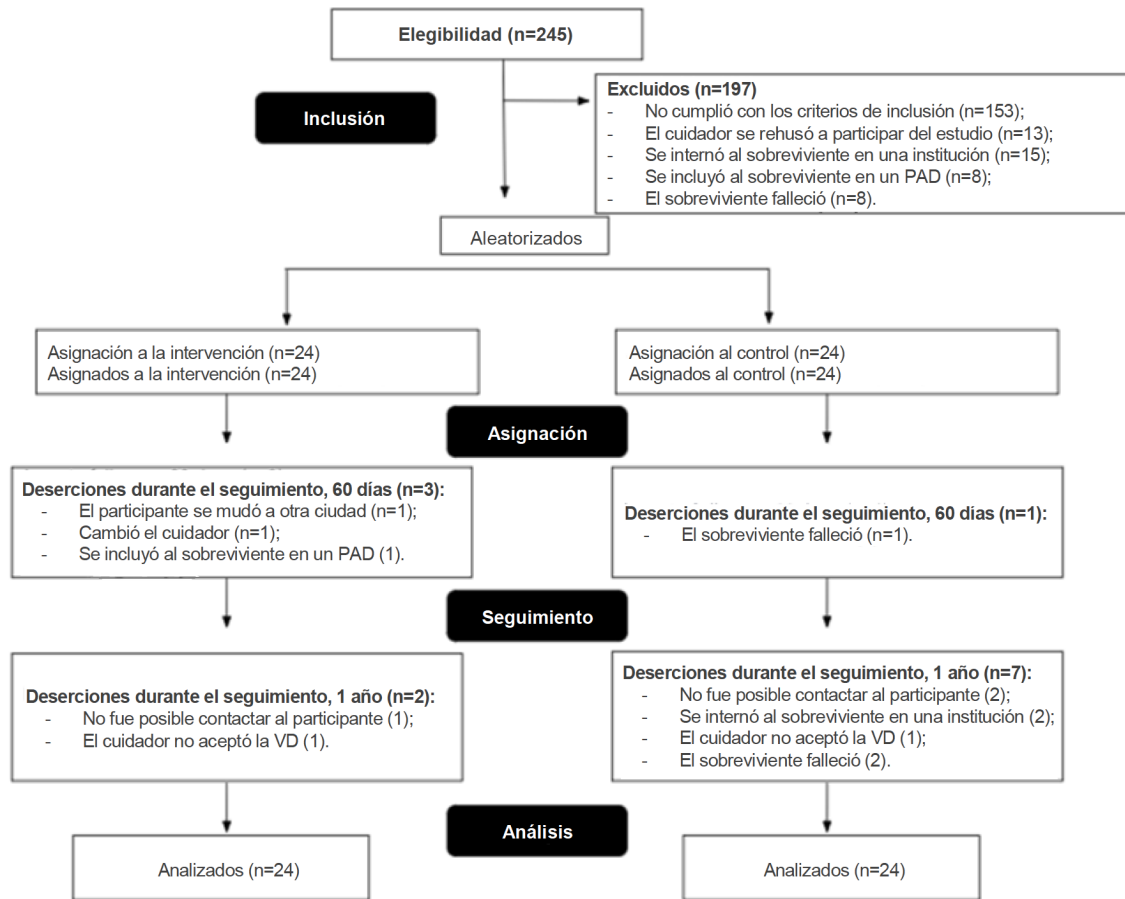 Elegibilidad (n=245)
Excluidos (n=197)
- No cumplió con los criterios de inclusión (n=153);
- El cuidador se rehusó a participar del estudio (n=13);
- Se internó al sobreviviente en una institución (n=15);
- Se incluyó al sobreviviente en un PAD (n=8);
- El sobreviviente falleció (n=8).
Inclusión
Aleatorizados
Asignación a la intervención (n=24)
Asignados a la intervención (n=24)
Asignación al control (n=24)
Asignados al control (n=24)
Asignación
Deserciones durante el seguimiento, 60 días (n=3):
- El participante se mudó a otra ciudad (n=1);
- Cambió el cuidador (n=1);
- Se incluyó al sobreviviente en un PAD (1).
Deserciones durante el seguimiento, 60 dias (n=1):
- El sobreviviente falleció (n=1).
Seguimiento
Deserciones durante el seguimiento, 1 año (n=2):
- No fue posible contactar al participante (1);
- El cuidador no aceptó la VD (1).
Deserciones durante el seguimiento, 1 año (n=7):
- No fue posible contactar al participante (2);
- Se internó al sobreviviente en una institución (2);
- El cuidador no aceptó la VD (1);
- El sobreviviente falleció (2).
Análisis
Analizados (n=24)
Analizados (n=24)